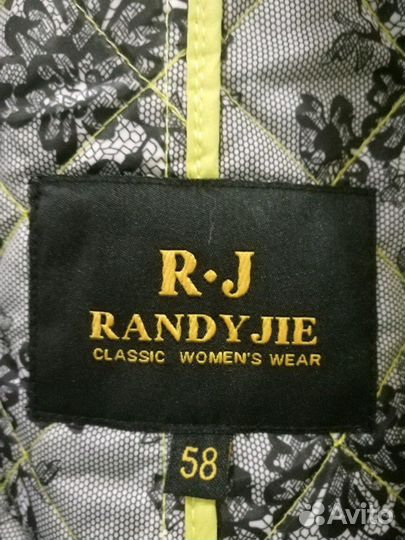 R·J
RANDYJIE
CLASSIC WOMEN'S WEAR
58
Avito